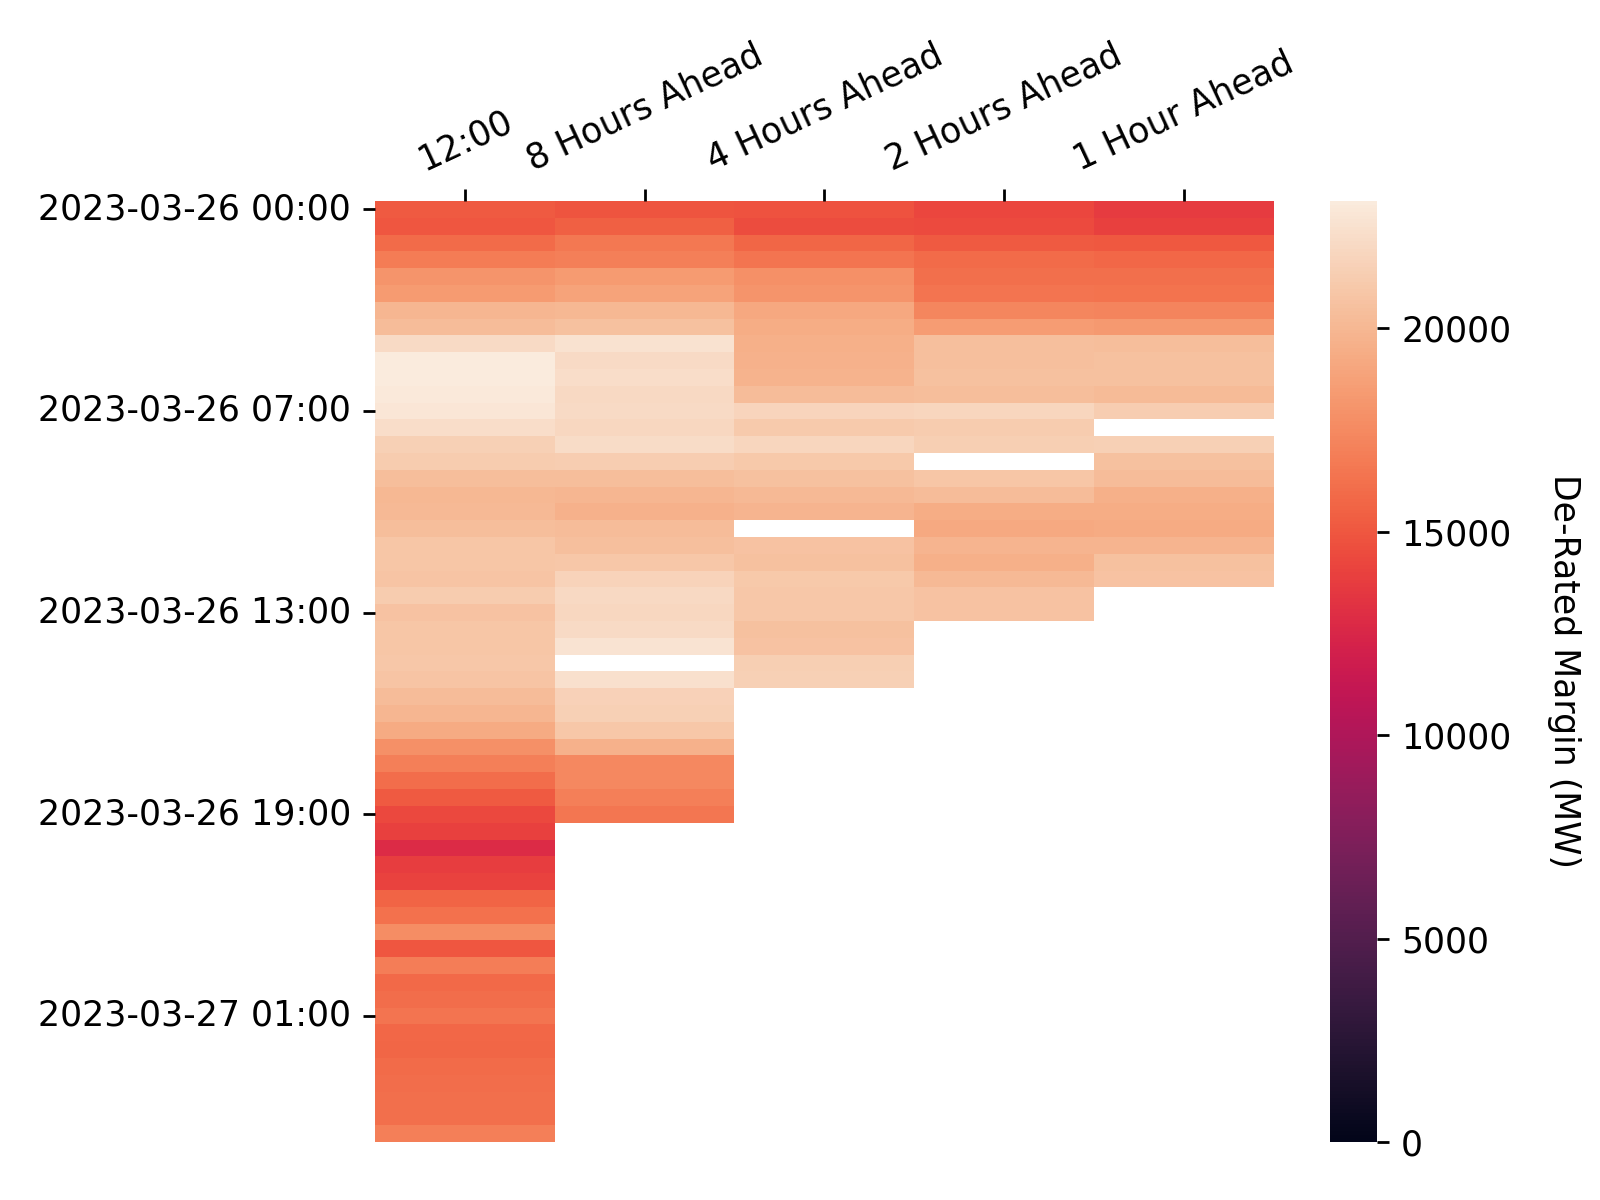 12:00
8 Hours Ahead
4 Hours Ahead
2 Hours Ahead
1 Hour Ahead
2023-03-26 00:00
2023-03-26 07:00
2023-03-26 13:00
2023-03-26 19:00
2023-03-27 01:00
20000
15000
10000
5000
0
De-Rated Margin (MW)